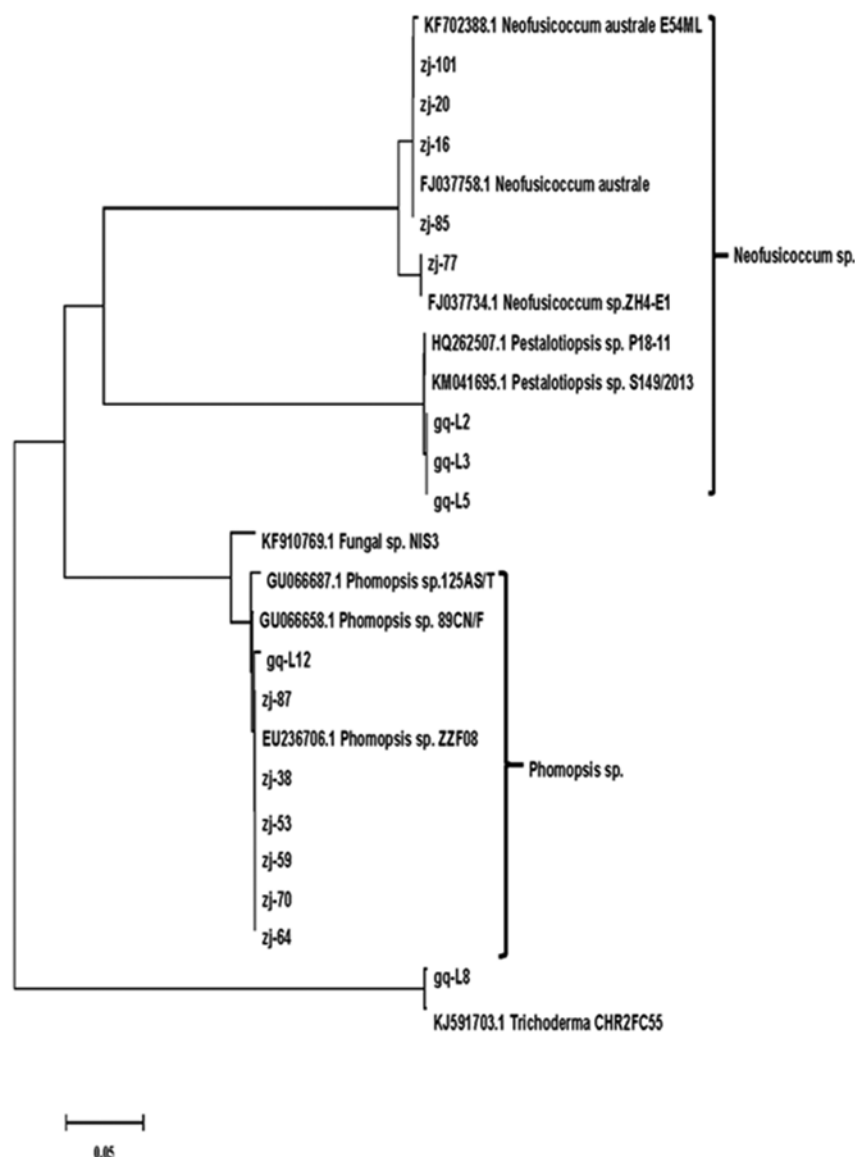 KF702388.1 Neofusicoccum australe E54ML
zj-101
zj-20
zj-16
FJ037758.1 Neofusicoccum australe
zj-85
Neofusicoccum sp.
zj-77
FJ037734.1 Neofusicoccum sp.ZH4-E1
HQ262507.1 Pestalotiopsis sp. P18-11
KM041695.1 Pestalotiopsis sp. S149/2013
gq-L2
gq-L3
gq-L5
KF910769.1 Fungal sp. NIS3
GU066687.1 Phomopsis sp.125AS/T
GU066658.1 Phomopsis sp. 89CN/F
gq-L12
zj-87
EU236706.1 Phomopsis sp. ZZF08
Phomopsis sp.
zj-38
zj-53
zj-59
zj-70
zj-64
gq-L8
KJ591703.1 Trichoderma CHR2FC55
0.05